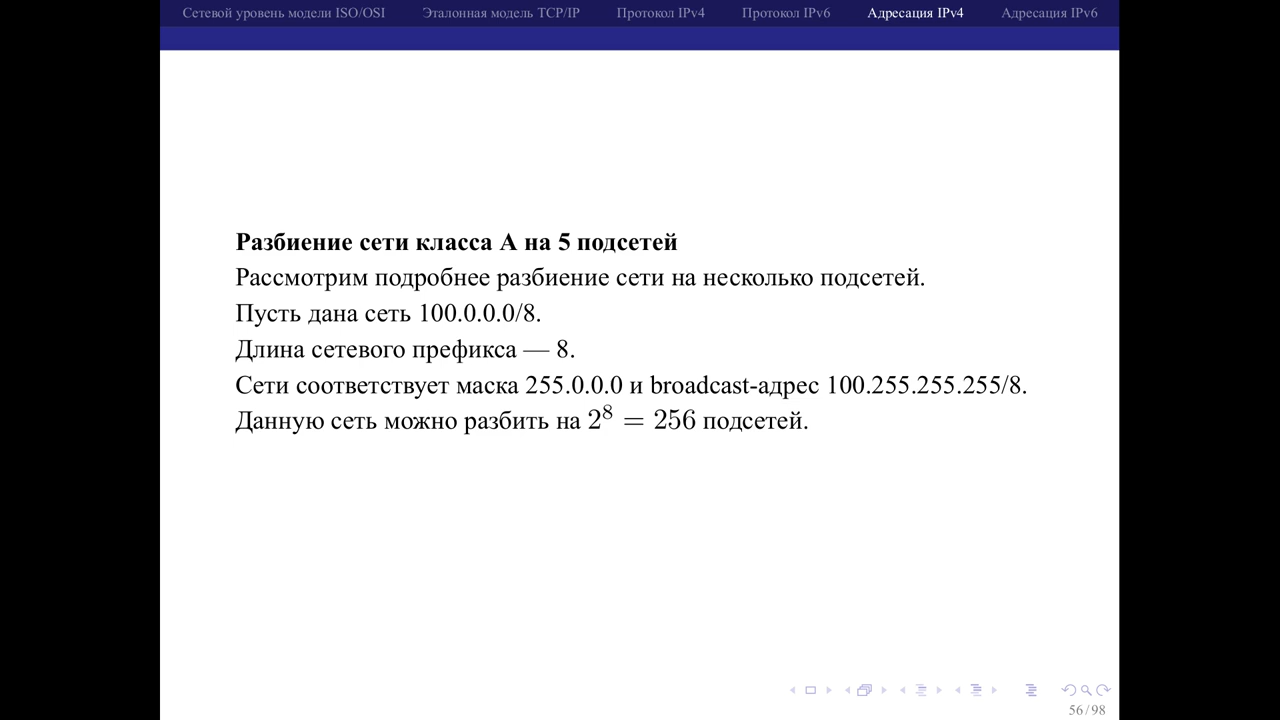 Сетевой уровень модели ISO/OSI Эталонная модель TCP/IP Протокол IPv4 Протокол IPv6 Адресация IPv4 Адресация IPv6
Разбиение сети класса А на 5 подсетей
Рассмотрим подробнее разбиение сети на несколько подсетей.
Пусть дана сеть 100.0.0.0/8.
Длина сетевого префикса — 8.
Сети соответствует маска 255.0.0.0 и broadcast-адрес 100.255.255.255/8.
Данную сеть можно разбить на 2⁸ = 256 подсетей.
56 / 98